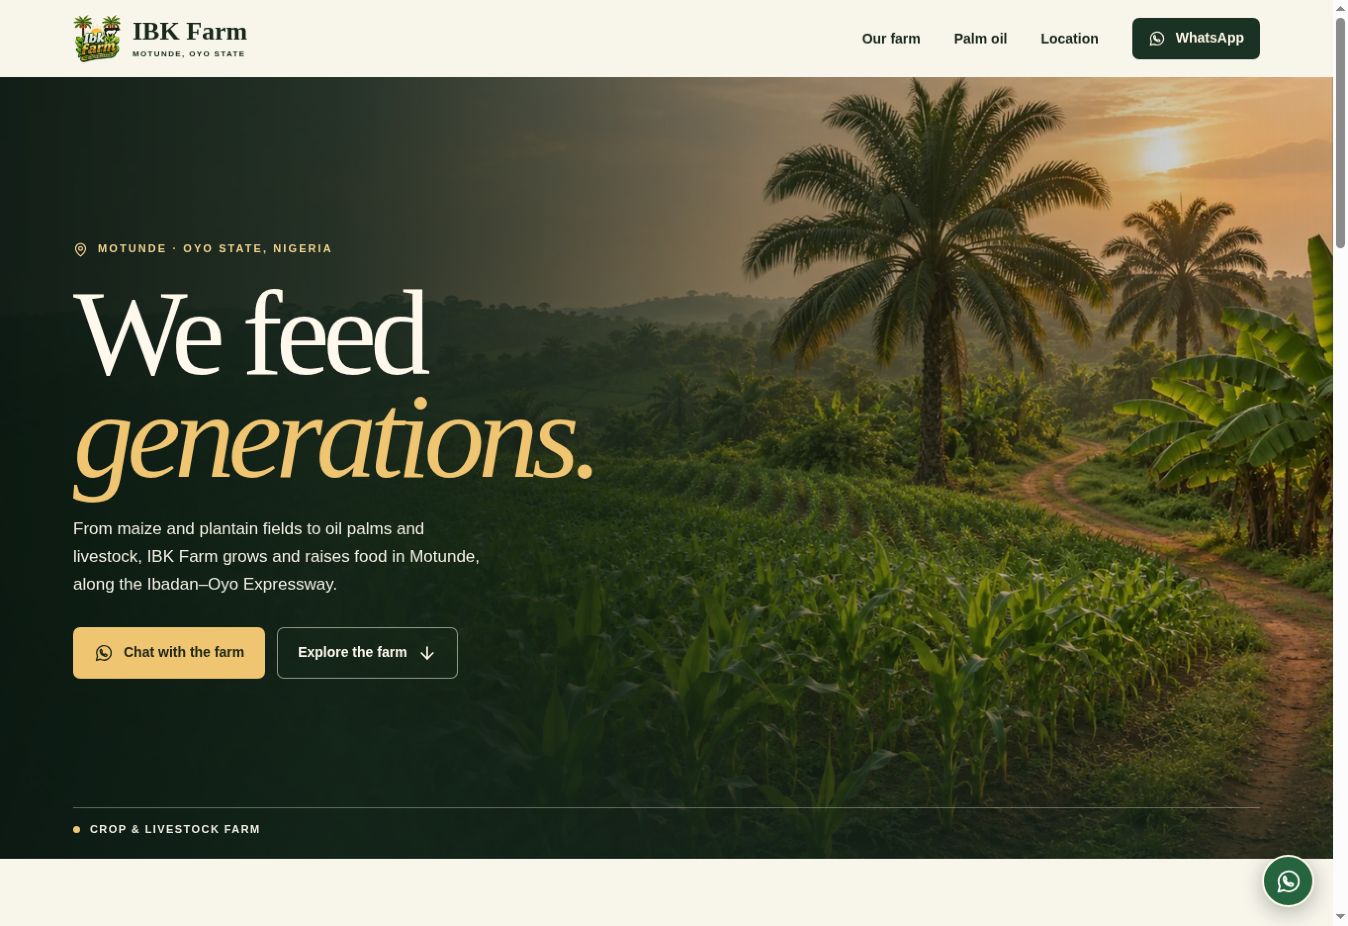 IBK Farm
MOTUNDE, OYO STATE
Our farm
Palm oil
Location
WhatsApp
MOTUNDE · OYO STATE, NIGERIA
We feed
generations.
From maize and plantain fields to oil palms and
livestock, IBK Farm grows and raises food in Motunde,
along the Ibadan–Oyo Expressway.
Chat with the farm
Explore the farm
CROP & LIVESTOCK FARM